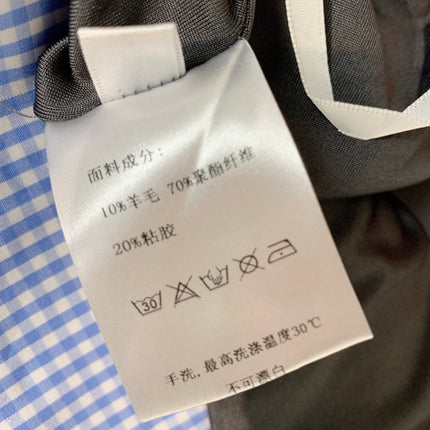 面料成分:
10%羊毛 70%聚酯纤维
20%粘胶
30
手洗,最高洗涤温度30℃
不可漂白